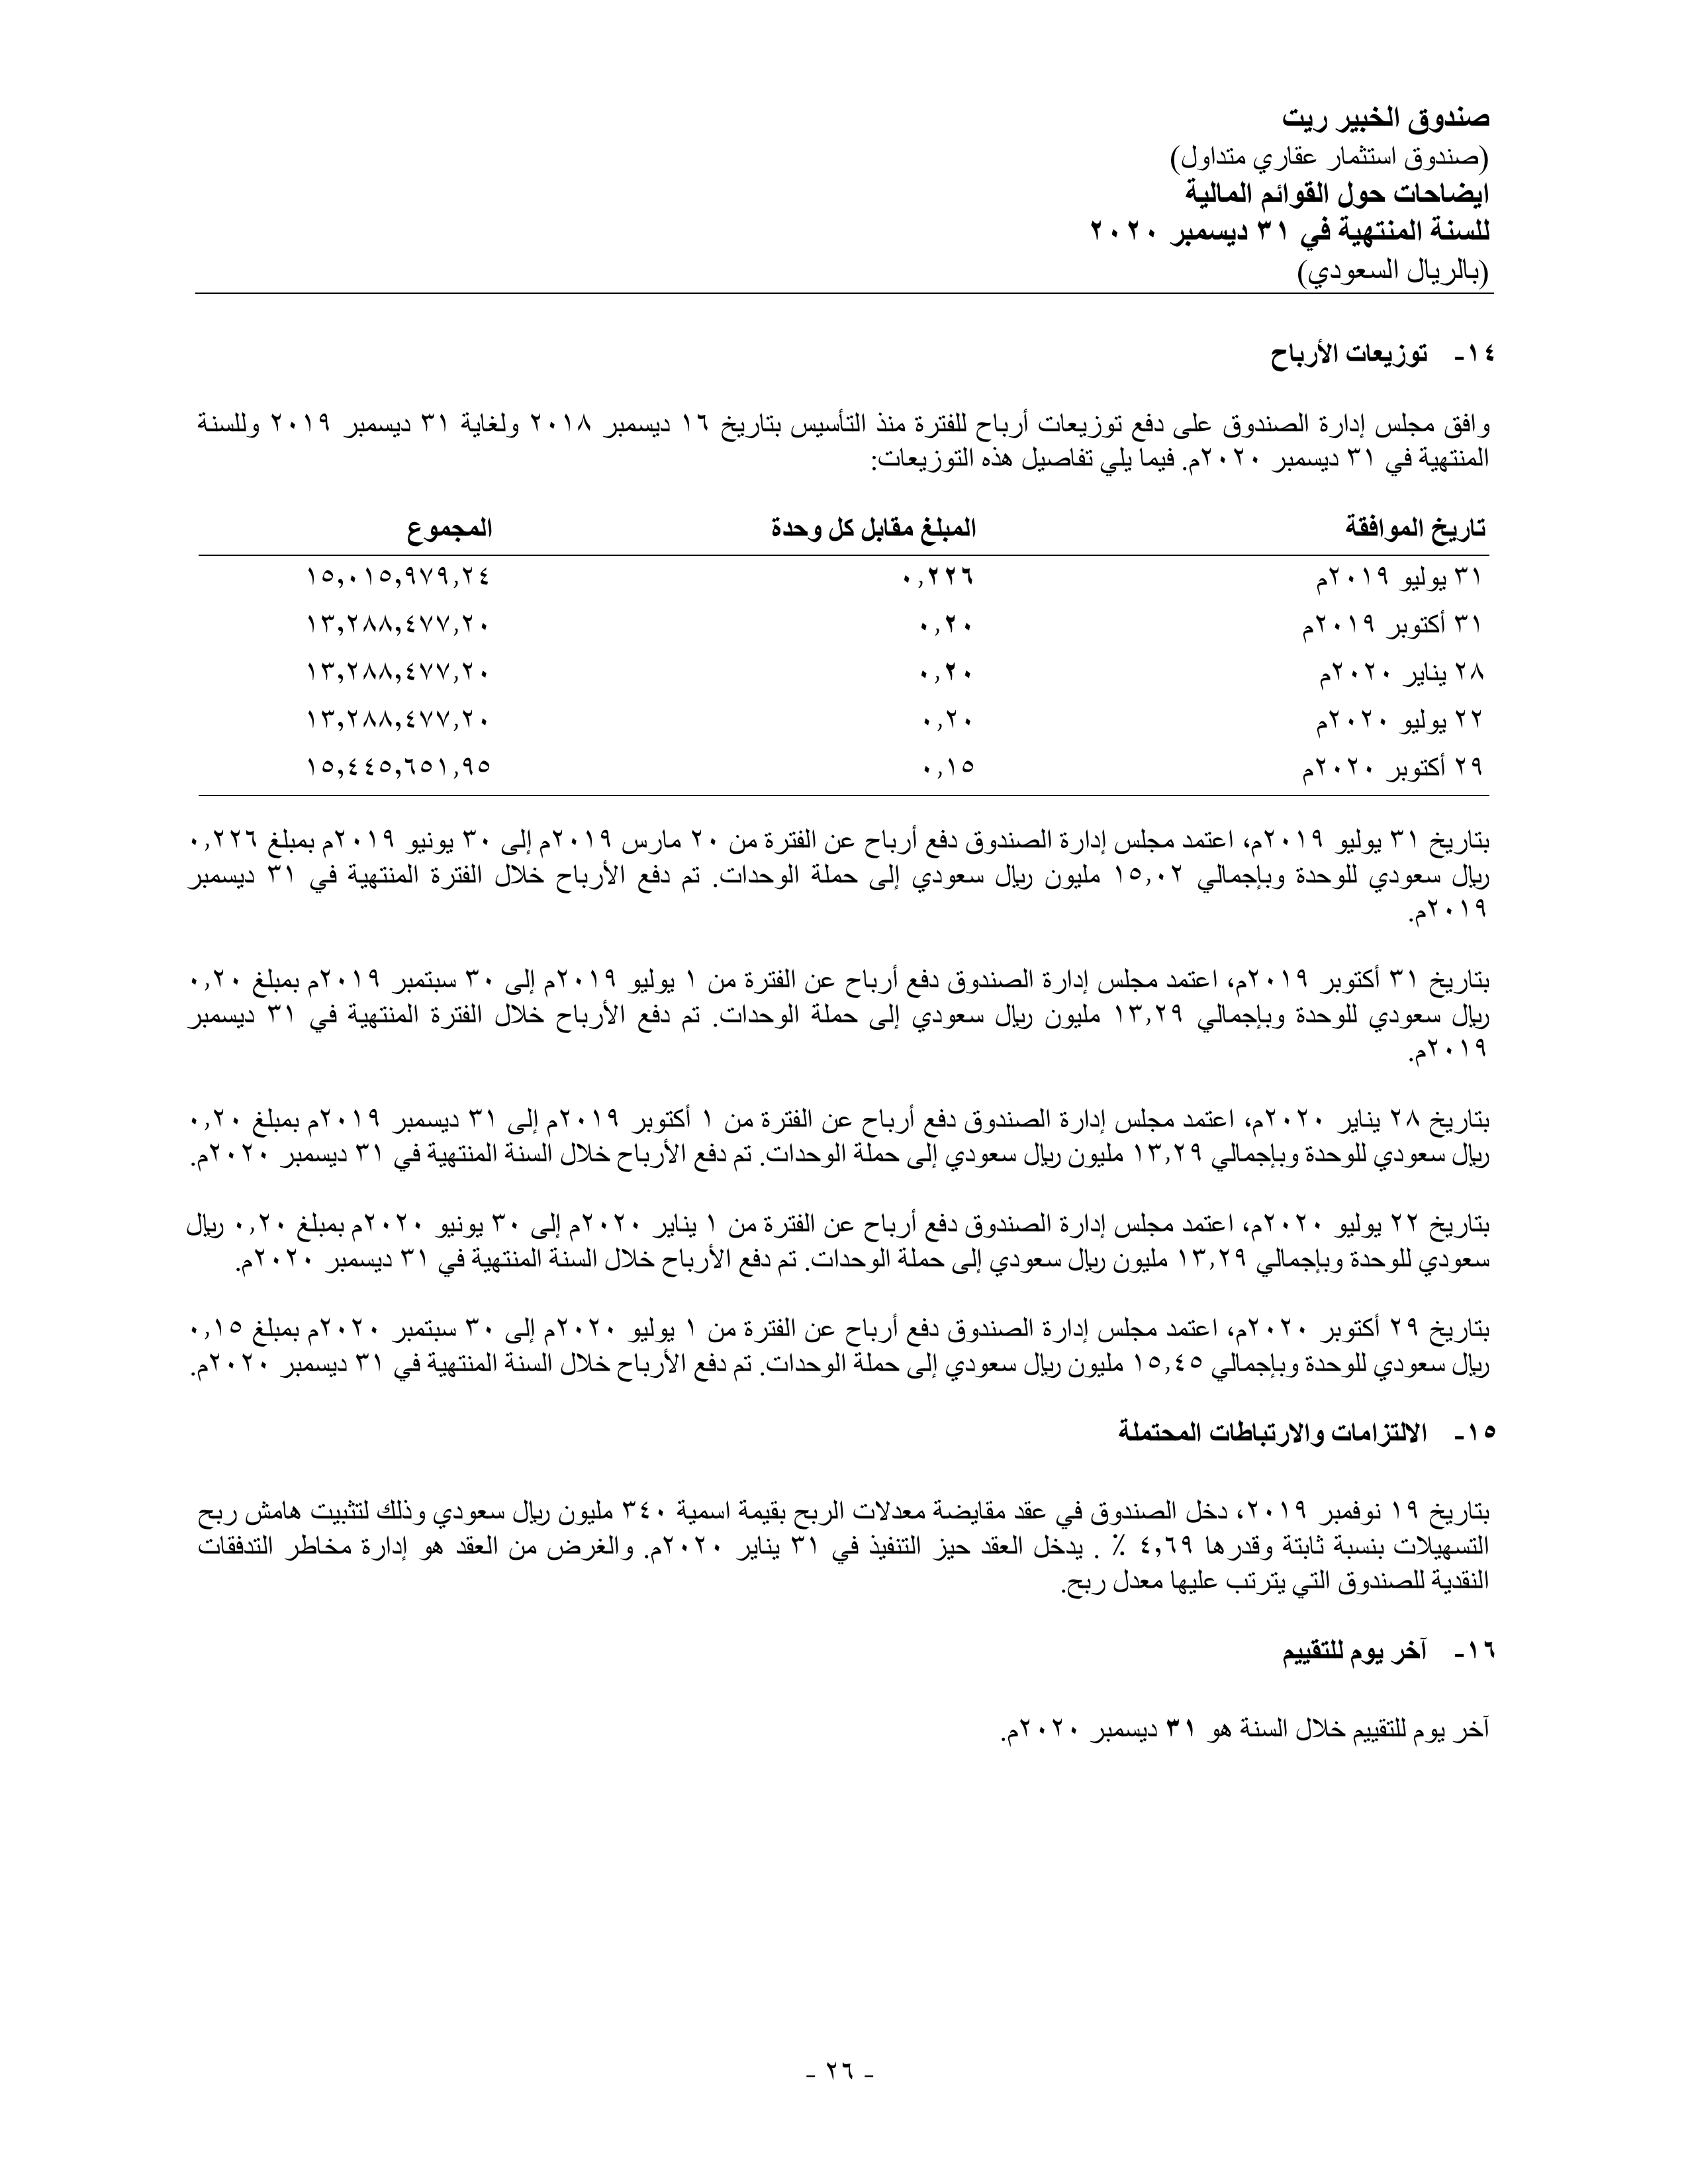 صندوق الخبير ريت
(صندوق استثمار عقاري متداول)
ايضاحات حول القوائم المالية
للسنة المنتهية في ٣١ ديسمبر ٢٠٢٠
(بالريال السعودي)
١٤- توزيعات الأرباح
وافق مجلس إدارة الصندوق على دفع توزيعات أرباح للفترة منذ التأسيس بتاريخ ١٦ ديسمبر ٢٠١٨ ولغاية ٣١ ديسمبر ٢٠١٩ وللسنة
المنتهية في ٣١ ديسمبر ٢٠٢٠م. فيما يلي تفاصيل هذه التوزيعات:
تاريخ الموافقة المبلغ مقابل كل وحدة المجموع
٣١ يوليو ٢٠١٩م ٠,٢٢٦ ١٥,٠١٥,٩٧٩,٢٤
٣١ أكتوبر ٢٠١٩م ٠,٢٠ ١٣,٢٨٨,٤٧٧,٢٠
٢٨ يناير ٢٠٢٠م ٠,٢٠ ١٣,٢٨٨,٤٧٧,٢٠
٢٢ يوليو ٢٠٢٠م ٠,٢٠ ١٣,٢٨٨,٤٧٧,٢٠
٢٩ أكتوبر ٢٠٢٠م ٠,١٥ ١٥,٤٤٥,٦٥١,٩٥
بتاريخ ٣١ يوليو ٢٠١٩م، اعتمد مجلس إدارة الصندوق دفع أرباح عن الفترة من ٢٠ مارس ٢٠١٩م إلى ٣٠ يونيو ٢٠١٩م بمبلغ ٠,٢٢٦
ريال سعودي للوحدة وبإجمالي ١٥,٠٢ مليون ريال سعودي إلى حملة الوحدات. تم دفع الأرباح خلال الفترة المنتهية في ٣١ ديسمبر
٢٠١٩م.
بتاريخ ٣١ أكتوبر ٢٠١٩م، اعتمد مجلس إدارة الصندوق دفع أرباح عن الفترة من ١ يوليو ٢٠١٩م إلى ٣٠ سبتمبر ٢٠١٩م بمبلغ ٠,٢٠
ريال سعودي للوحدة وبإجمالي ١٣,٢٩ مليون ريال سعودي إلى حملة الوحدات. تم دفع الأرباح خلال الفترة المنتهية في ٣١ ديسمبر
٢٠١٩م.
بتاريخ ٢٨ يناير ٢٠٢٠م، اعتمد مجلس إدارة الصندوق دفع أرباح عن الفترة من ١ أكتوبر ٢٠١٩م إلى ٣١ ديسمبر ٢٠١٩م بمبلغ ٠,٢٠
ريال سعودي للوحدة وبإجمالي ١٣,٢٩ مليون ريال سعودي إلى حملة الوحدات. تم دفع الأرباح خلال السنة المنتهية في ٣١ ديسمبر ٢٠٢٠م.
بتاريخ ٢٢ يوليو ٢٠٢٠م، اعتمد مجلس إدارة الصندوق دفع أرباح عن الفترة من ١ يناير ٢٠٢٠م إلى ٣٠ يونيو ٢٠٢٠م بمبلغ ٠,٢٠ ريال
سعودي للوحدة وبإجمالي ١٣,٢٩ مليون ريال سعودي إلى حملة الوحدات. تم دفع الأرباح خلال السنة المنتهية في ٣١ ديسمبر ٢٠٢٠م.
بتاريخ ٢٩ أكتوبر ٢٠٢٠م، اعتمد مجلس إدارة الصندوق دفع أرباح عن الفترة من ١ يوليو ٢٠٢٠م إلى ٣٠ سبتمبر ٢٠٢٠م بمبلغ ٠,١٥
ريال سعودي للوحدة وبإجمالي ١٥,٤٥ مليون ريال سعودي إلى حملة الوحدات. تم دفع الأرباح خلال السنة المنتهية في ٣١ ديسمبر ٢٠٢٠م.
١٥- الالتزامات والارتباطات المحتملة
بتاريخ ١٩ نوفمبر ٢٠١٩، دخل الصندوق في عقد مقايضة معدلات الربح بقيمة اسمية ٣٤٠ مليون ريال سعودي وذلك لتثبيت هامش ربح
التسهيلات بنسبة ثابتة وقدرها ٤,٦٩ ٪ . يدخل العقد حيز التنفيذ في ٣١ يناير ٢٠٢٠م. والغرض من العقد هو إدارة مخاطر التدفقات
النقدية للصندوق التي يترتب عليها معدل ربح.
١٦- آخر يوم للتقييم
آخر يوم للتقييم خلال السنة هو ٣١ ديسمبر ٢٠٢٠م.
- ٢٦ -